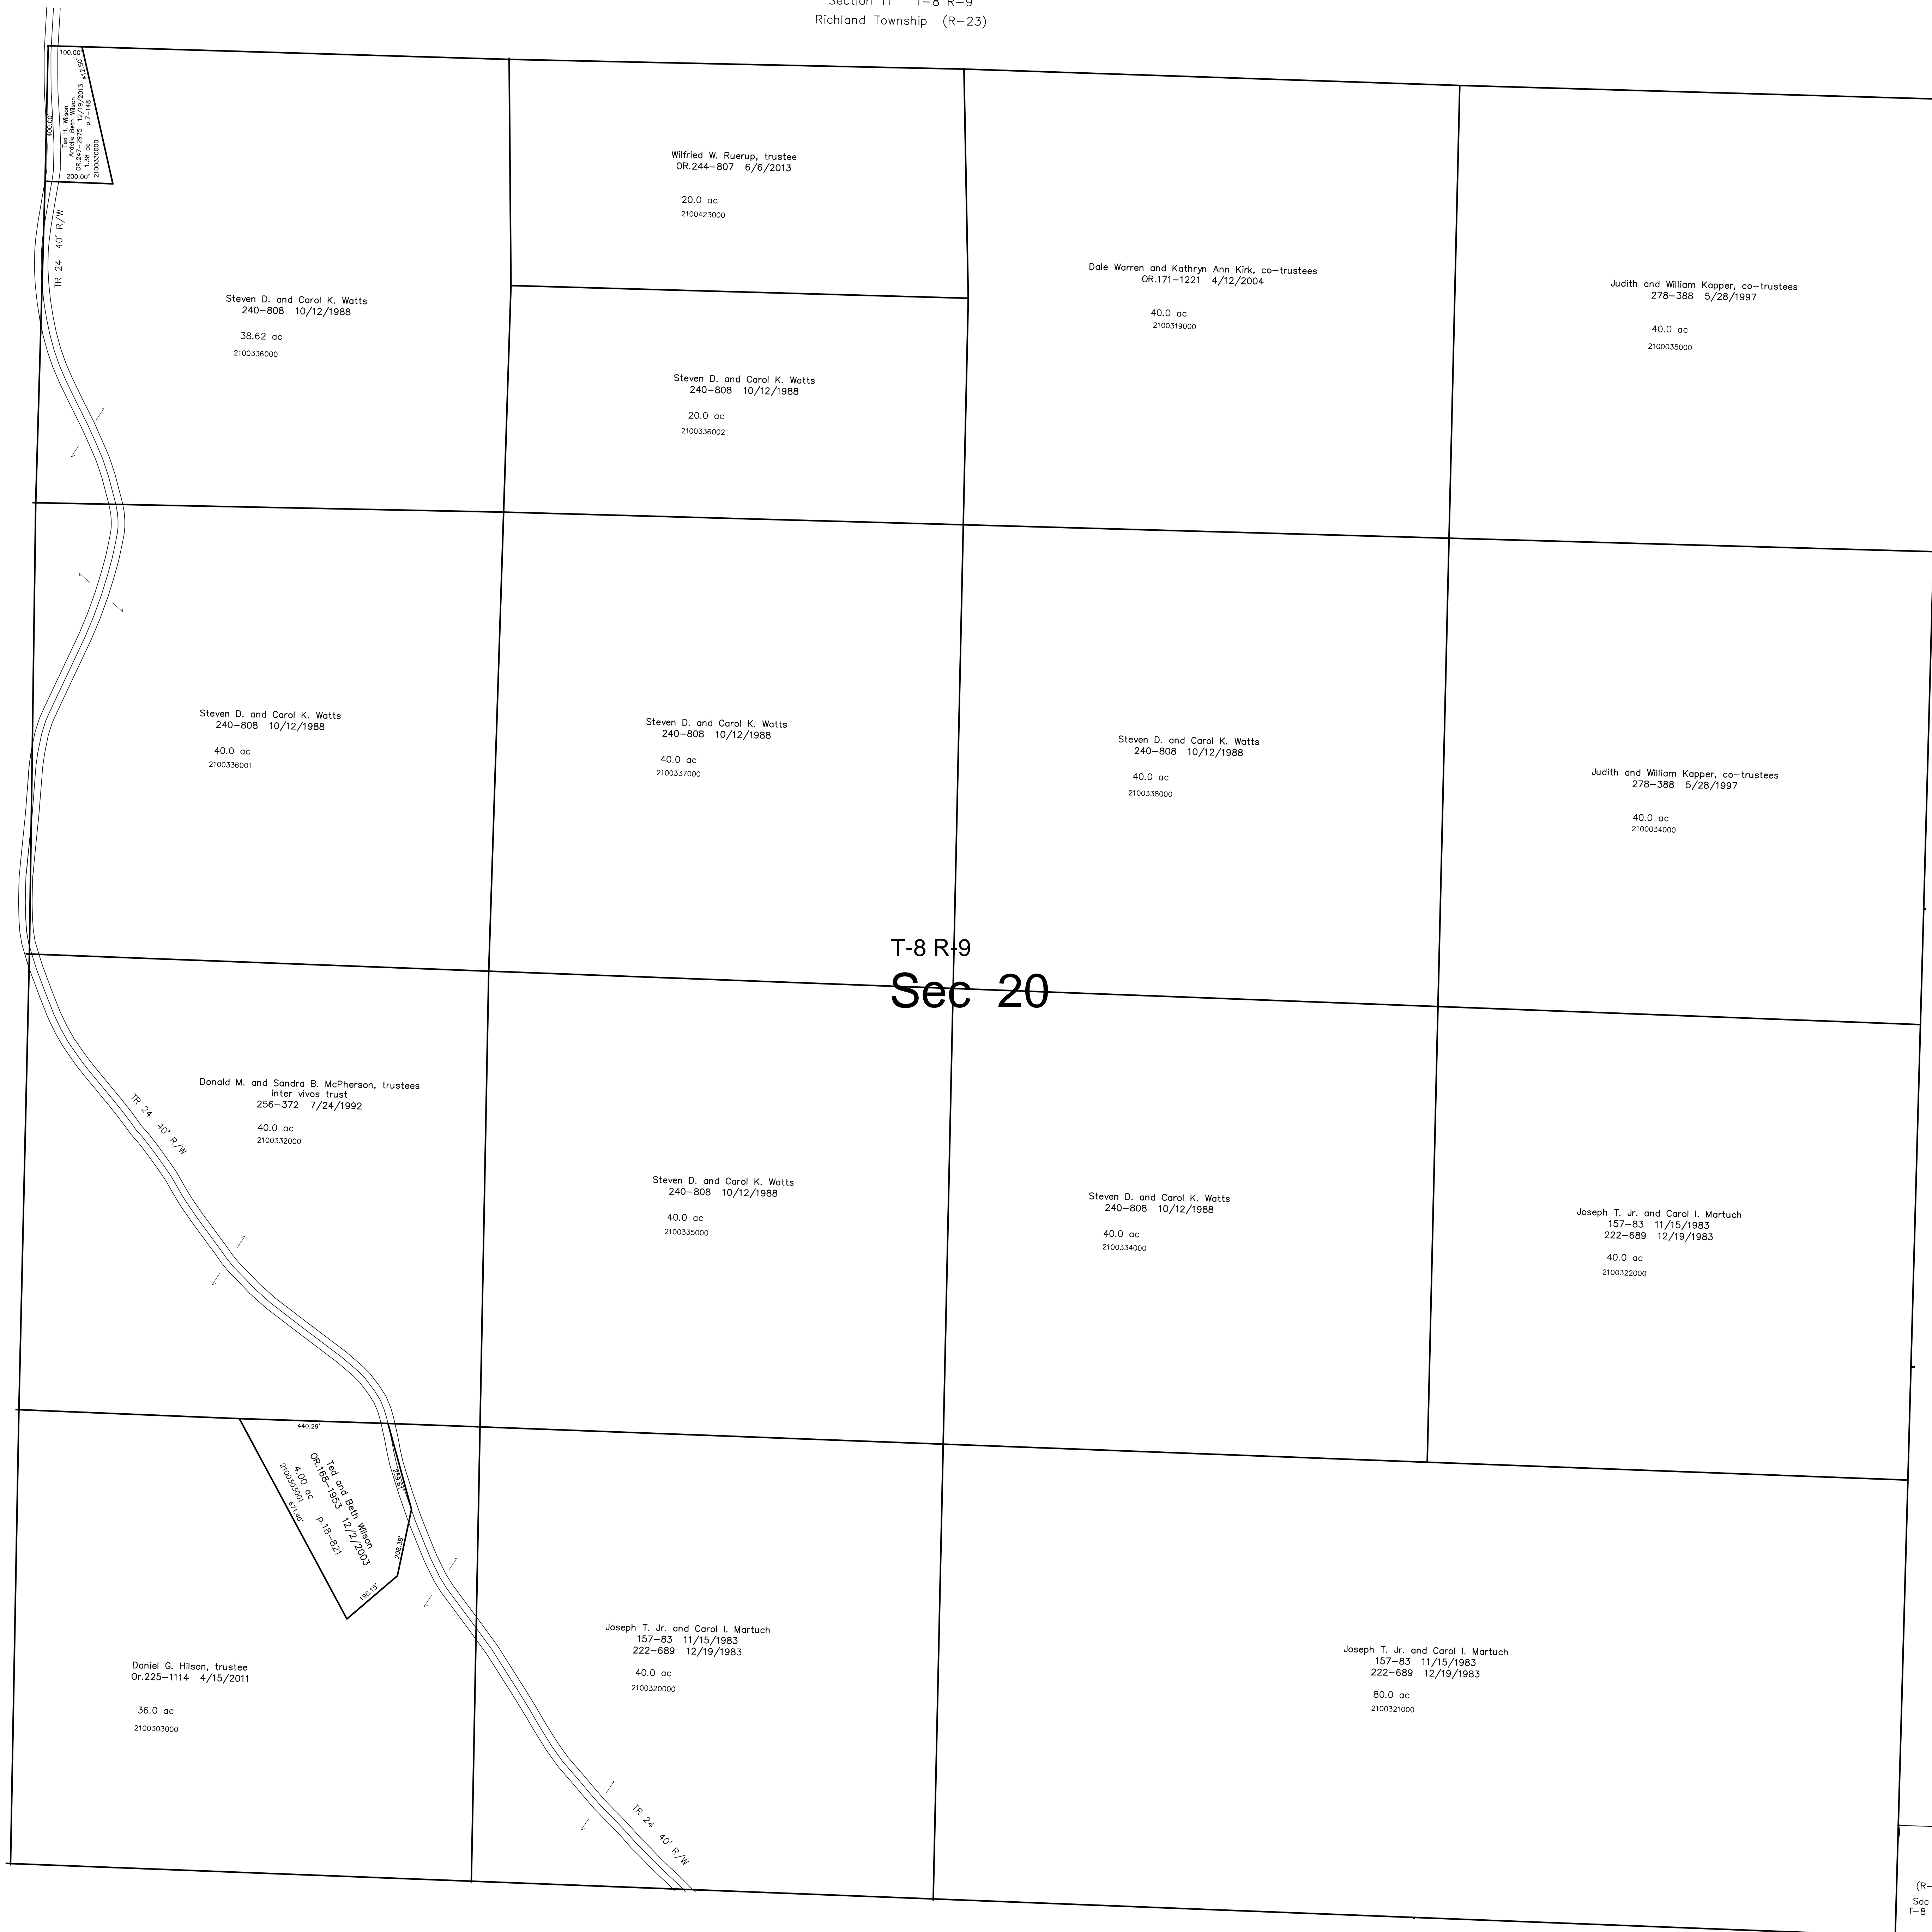 Section 11 T-8 R-9
Richland Township (R-23)
100.00'
412.50'
400.00'
Ted H. Wilson
Ardelle Beth Wilson
OR.247-2975 12/19/2013
1.38 ac p.7-148
2100330000
200.00'
TR 24 40' R/W
Steven D. and Carol K. Watts
240-808 10/12/1988
38.62 ac
2100336000
Wilfried W. Ruerup, trustee
OR.244-807 6/6/2013
20.0 ac
2100423000
Steven D. and Carol K. Watts
240-808 10/12/1988
20.0 ac
2100336002
Dale Warren and Kathryn Ann Kirk, co-trustees
OR.171-1221 4/12/2004
40.0 ac
2100319000
Judith and William Kapper, co-trustees
278-388 5/28/1997
40.0 ac
2100035000
Steven D. and Carol K. Watts
240-808 10/12/1988
40.0 ac
2100336001
Steven D. and Carol K. Watts
240-808 10/12/1988
40.0 ac
2100337000
Steven D. and Carol K. Watts
240-808 10/12/1988
40.0 ac
2100338000
Judith and William Kapper, co-trustees
278-388 5/28/1997
40.0 ac
2100034000
T-8 R-9
Sec 20
Donald M. and Sandra B. McPherson, trustees
inter vivos trust
256-372 7/24/1992
40.0 ac
2100332000
TR 24 40' R/W
Steven D. and Carol K. Watts
240-808 10/12/1988
40.0 ac
2100335000
Steven D. and Carol K. Watts
240-808 10/12/1988
40.0 ac
2100334000
Joseph T. Jr. and Carol I. Martuch
157-83 11/15/1983
222-689 12/19/1983
40.0 ac
2100322000
440.29'
259.61'
Ted and Beth Wilson
OR.168-1953 12/2/2003
4.00 ac p.18-821
2100303001
671.40'
208.38'
196.15'
Daniel G. Hilson, trustee
Or.225-1114 4/15/2011
36.0 ac
2100303000
Joseph T. Jr. and Carol I. Martuch
157-83 11/15/1983
222-689 12/19/1983
40.0 ac
2100320000
TR 24 40' R/W
Joseph T. Jr. and Carol I. Martuch
157-83 11/15/1983
222-689 12/19/1983
80.0 ac
2100321000
(R-
Sec
T-8